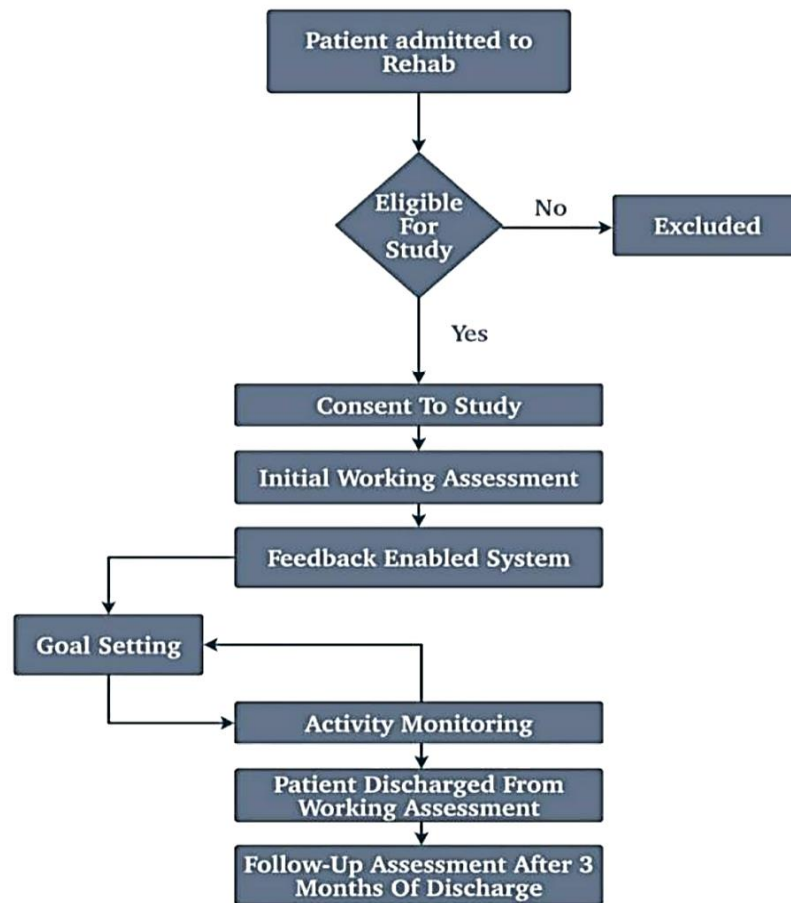 Patient admitted to
Rehab
Eligible
For
Study
No
Excluded
Yes
Consent To Study
Initial Working Assessment
Feedback Enabled System
Goal Setting
Activity Monitoring
Patient Discharged From
Working Assessment
Follow-Up Assessment After 3
Months Of Discharge